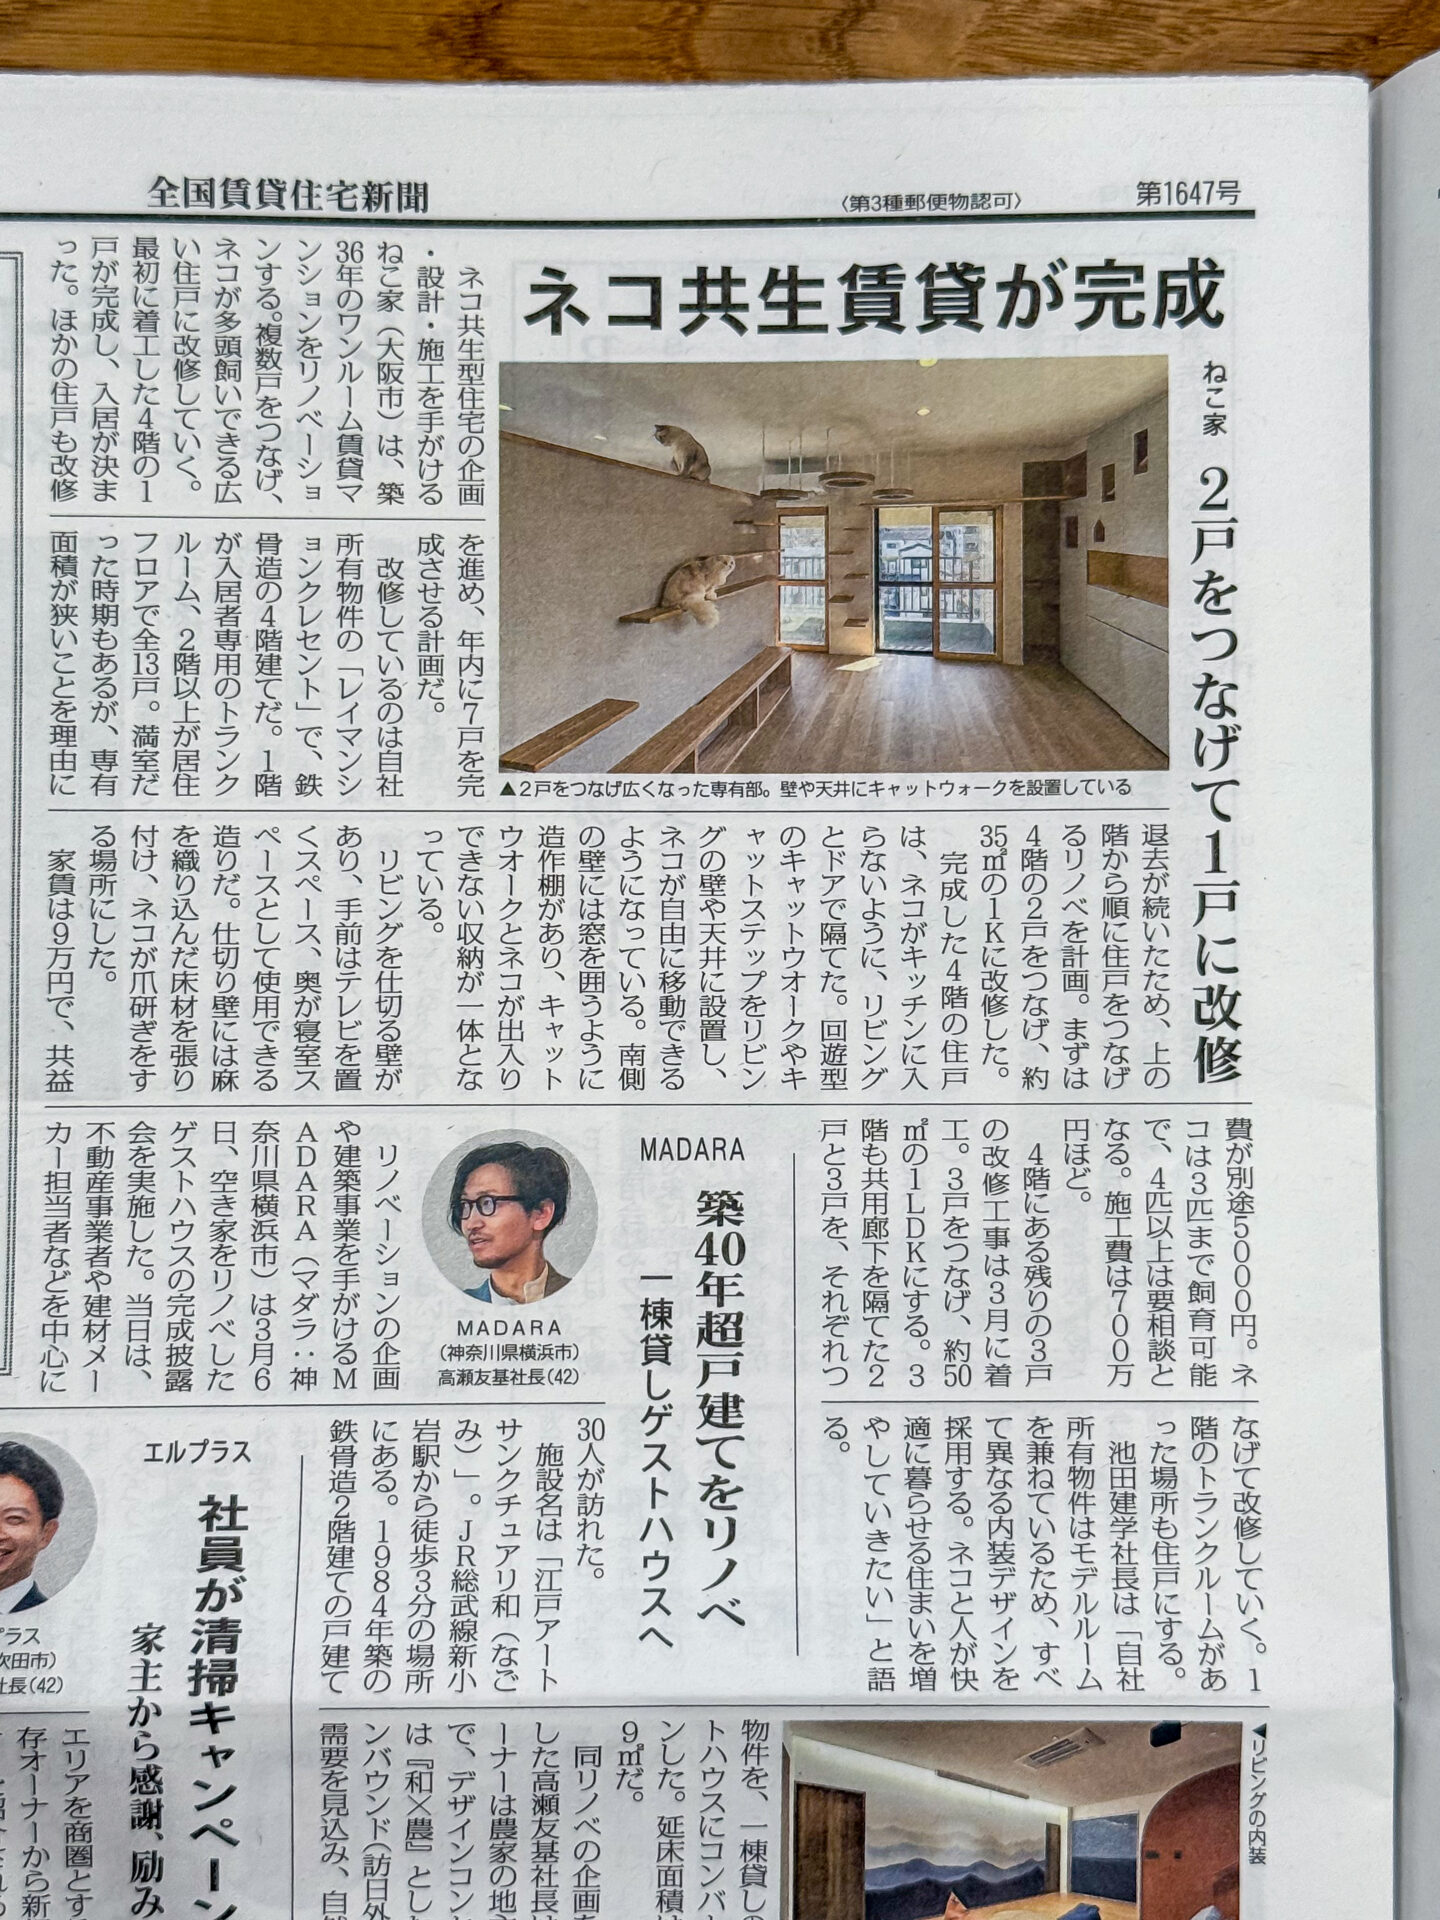 全国賃貸住宅新聞
〈第3種郵便物認可〉
第1647号
ネコ共生賃貸が完成
ねこ家
2戸をつなげて1戸に改修
▲2戸をつなげ広くなった専有部。壁や天井にキャットウォークを設置している
ネコ共生型住宅の企画
・設計・施工を手がける
ねこ家（大阪市）は、築
36年のワンルーム賃貸マ
ンションをリノベーショ
ンする。複数戸をつなげ、
ネコが多頭飼いできる広
い住戸に改修していく。
最初に着工した4階の1
戸が完成し、入居が決ま
った。ほかの住戸も改修
を進め、年内に7戸を完
成させる計画だ。
改修しているのは自社
所有物件の「レイマンシ
ョンクレセント」で、鉄
骨造の4階建てだ。1階
が入居者専用のトランク
ルーム、2階以上が居住
フロアで全13戸。満室だ
った時期もあるが、専有
面積が狭いことを理由に
退去が続いたため、上の
階から順に住戸をつなげ
るリノベを計画。まずは
4階の2戸をつなげ、約
35㎡の1Kに改修した。
完成した4階の住戸
は、ネコがキッチンに入
らないように、リビング
とドアで隔てた。回遊型
のキャットウオークやキ
ャットステップをリビン
グの壁や天井に設置し、
ネコが自由に移動できる
ようになっている。南側
の壁には窓を囲うように
造作棚があり、キャット
ウオークとネコが出入り
できない収納が一体とな
っている。
リビングを仕切る壁が
あり、手前はテレビを置
くスペース、奥が寝室ス
ペースとして使用できる
造りだ。仕切り壁には麻
を織り込んだ床材を張り
付け、ネコが爪研ぎをす
る場所にした。
家賃は9万円で、共益
費が別途5000円。ネ
コは3匹まで飼育可能
で、4匹以上は要相談と
なる。施工費は700万
円ほど。
4階にある残りの3戸
の改修工事は3月に着
工。3戸をつなげ、約50
㎡の1LDKにする。3
階も共用廊下を隔てた2
戸と3戸を、それぞれつ
なげて改修していく。1
階のトランクルームがあ
った場所も住戸にする。
池田建学社長は「自社
所有物件はモデルルーム
を兼ねているため、すべ
て異なる内装デザインを
採用する。ネコと人が快
適に暮らせる住まいを増
やしていきたい」と語
る。
MADARA
築40年超戸建てをリノベ
一棟貸しゲストハウスへ
MADARA
（神奈川県横浜市）
高瀬友基社長（42）
リノベーションの企画
や建築事業を手がけるM
ADARA（マダラ：神
奈川県横浜市）は3月6
日、空き家をリノベした
ゲストハウスの完成披露
会を実施した。当日は、
不動産事業者や建材メー
カー担当者などを中心に
30人が訪れた。
施設名は「江戸アート
サンクチュアリ和（なご
み）」。JR総武線新小
岩駅から徒歩3分の場所
にある。1984年築の
鉄骨造2階建ての戸建て
物件を、一棟貸しの
トハウスにコンバー
ンした。延床面積は
9㎡だ。
同リノベの企画を
した高瀬友基社長は
ーナーは農家の地主
で、デザインコンセ
は『和×農』とした
ンバウンド（訪日外
需要を見込み、自然
▲リビングの内装
エルプラス
社員が清掃キャンペーン
家主から感謝、励み
プラス
吹田市）
社長（42）
エリアを商圏とす
存オーナーから新